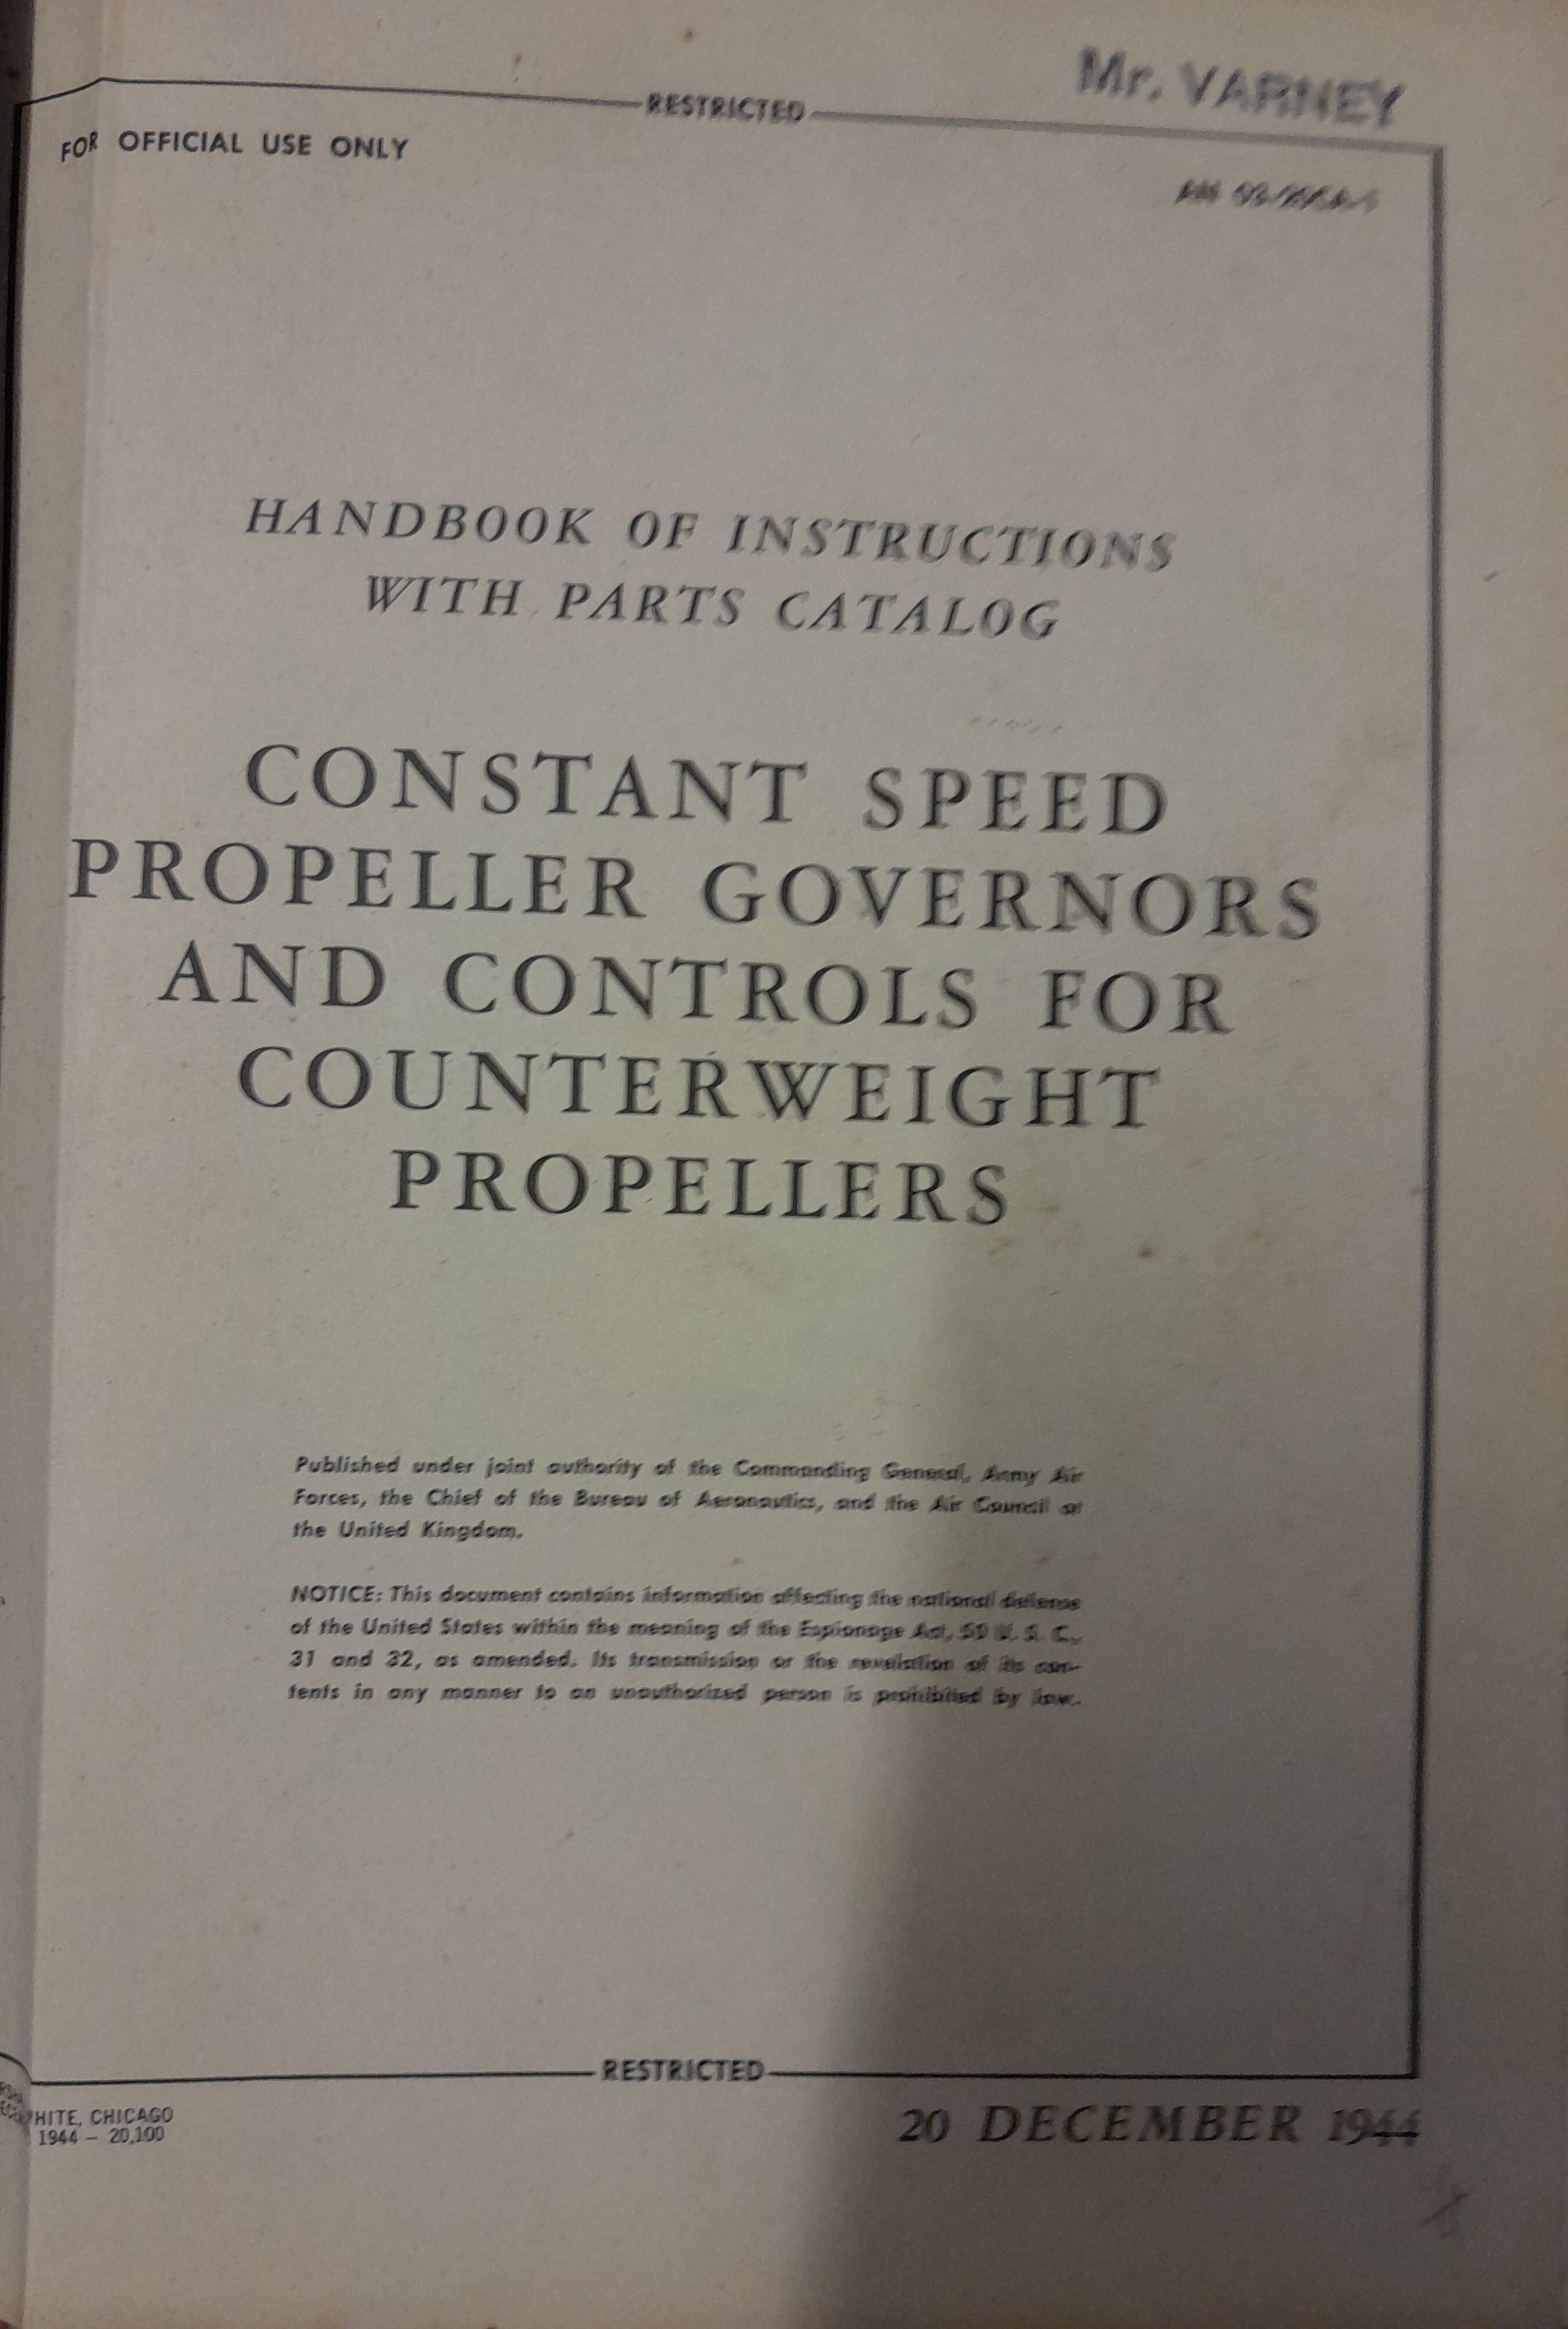 Mr. VARNEY
RESTRICTED
FOR OFFICIAL USE ONLY
AN
HANDBOOK OF INSTRUCTIONS
WITH PARTS CATALOG
CONSTANT SPEED
PROPELLER GOVERNORS
AND CONTROLS FOR
COUNTERWEIGHT
PROPELLERS
Published under joint authority of the Commanding General, Army Air
Forces, the Chief of the Bureau of Aeronautics, and the Air Council of
the United Kingdom.
NOTICE: This document contains information affecting the national defense
of the United States within the meaning of the Espionage Act, 50 U. S. C.,
31 and 32, as amended. Its transmission or the revelation of its con-
tents in any manner to an unauthorized person is prohibited by law.
RESTRICTED
HITE, CHICAGO
1944 — 20,100
20 DECEMBER 1944